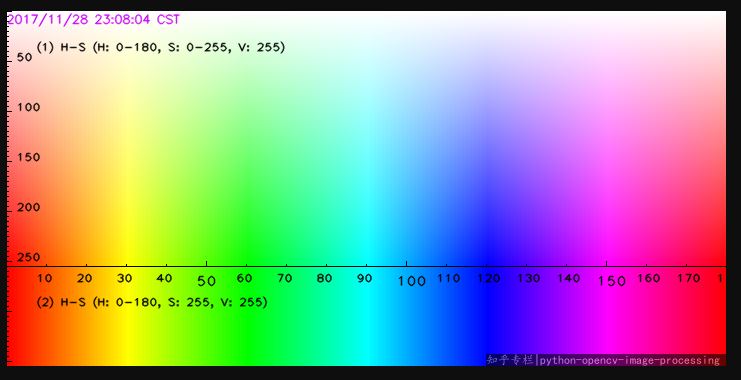 2017/11/28 23:08:04 CST
(1) H-S (H: 0-180, S: 0-255, V: 255)
50
100
150
200
250
10 20 30 40 50 60 70 80 90 100 110 120 130 140 150 160 170 1
(2) H-S (H: 0-180, S: 255, V: 255)
知乎专栏|python-opencv-image-processing